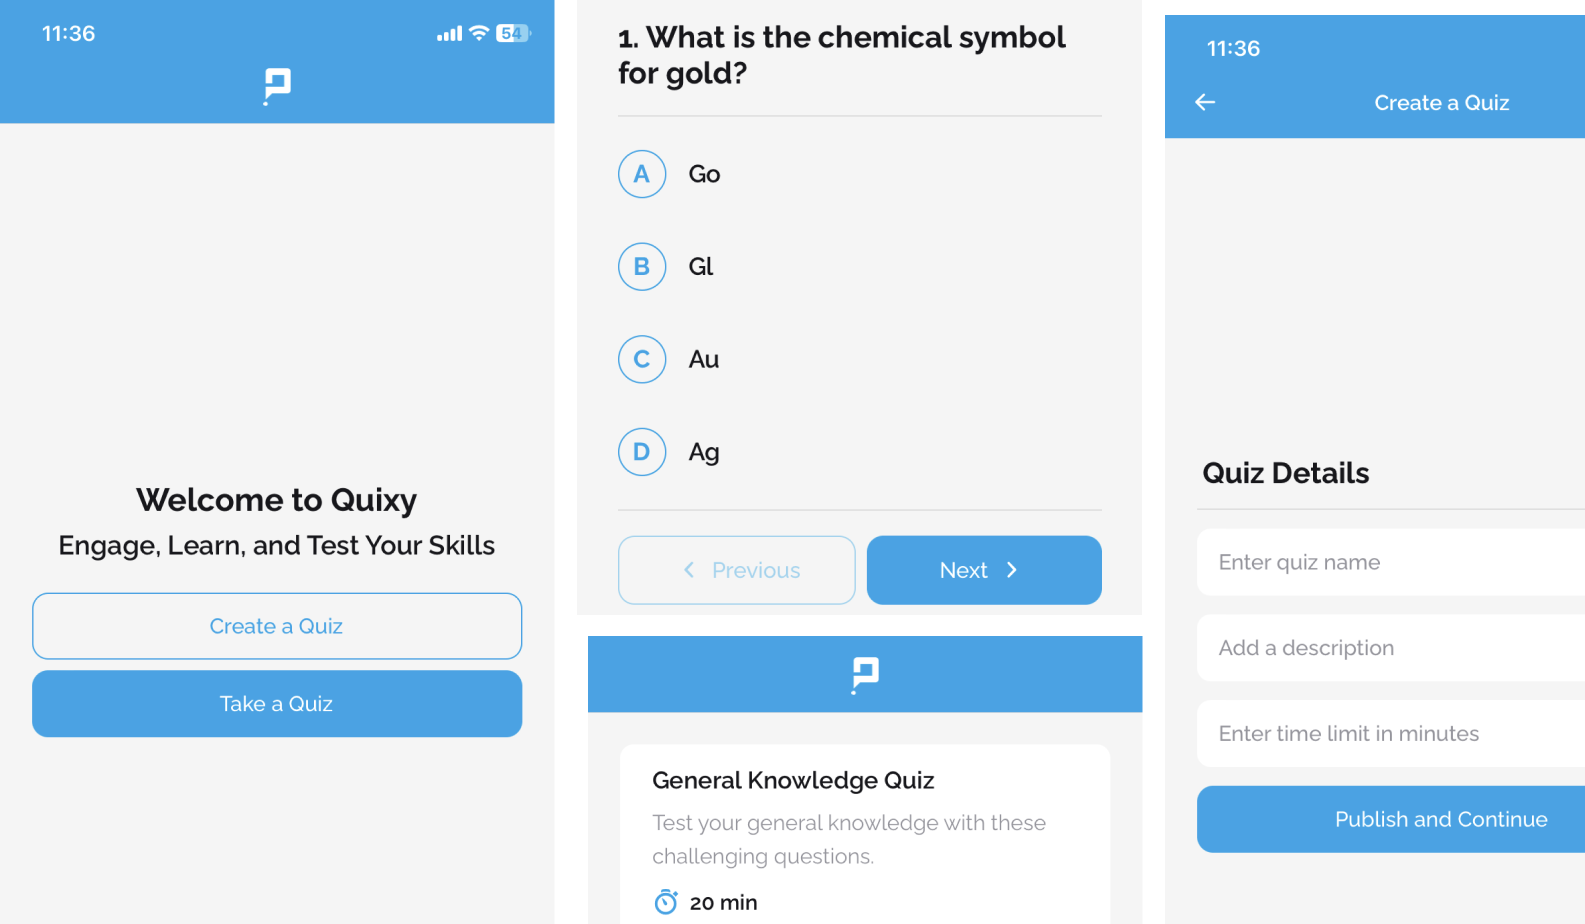 11:36
54
Welcome to Quixy
Engage, Learn, and Test Your Skills
Create a Quiz
Take a Quiz
1. What is the chemical symbol
for gold?
A Go
B Gl
C Au
D Ag
Previous
Next
General Knowledge Quiz
Test your general knowledge with these
challenging questions.
20 min
11:36
Create a Quiz
Quiz Details
Enter quiz name
Add a description
Enter time limit in minutes
Publish and Continue